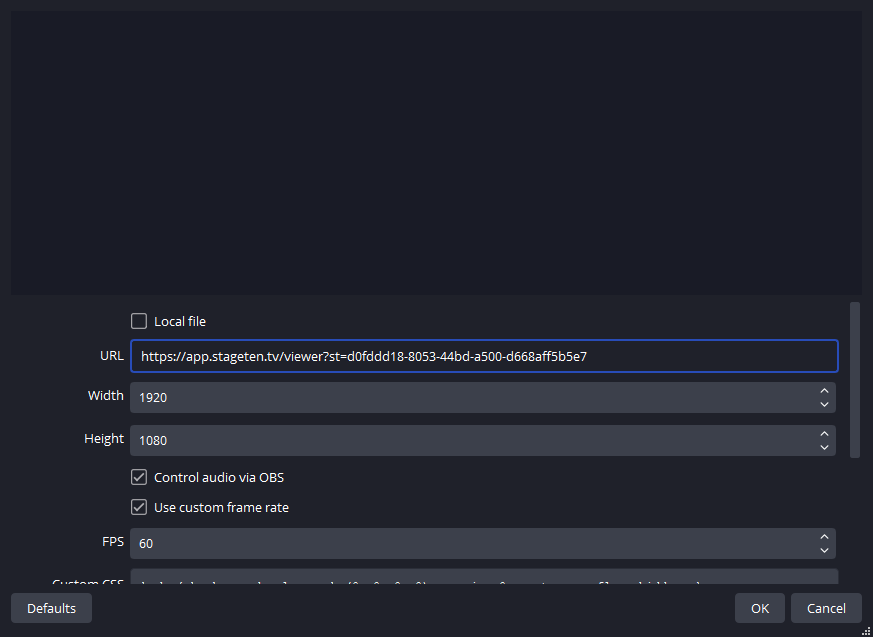 Local file
URL https://app.stageten.tv/viewer?st=d0fddd18-8053-44bd-a500-d668aff5b5e7
Width 1920
Height 1080
Control audio via OBS
Use custom frame rate
FPS 60
Custom CSS
Defaults OK Cancel